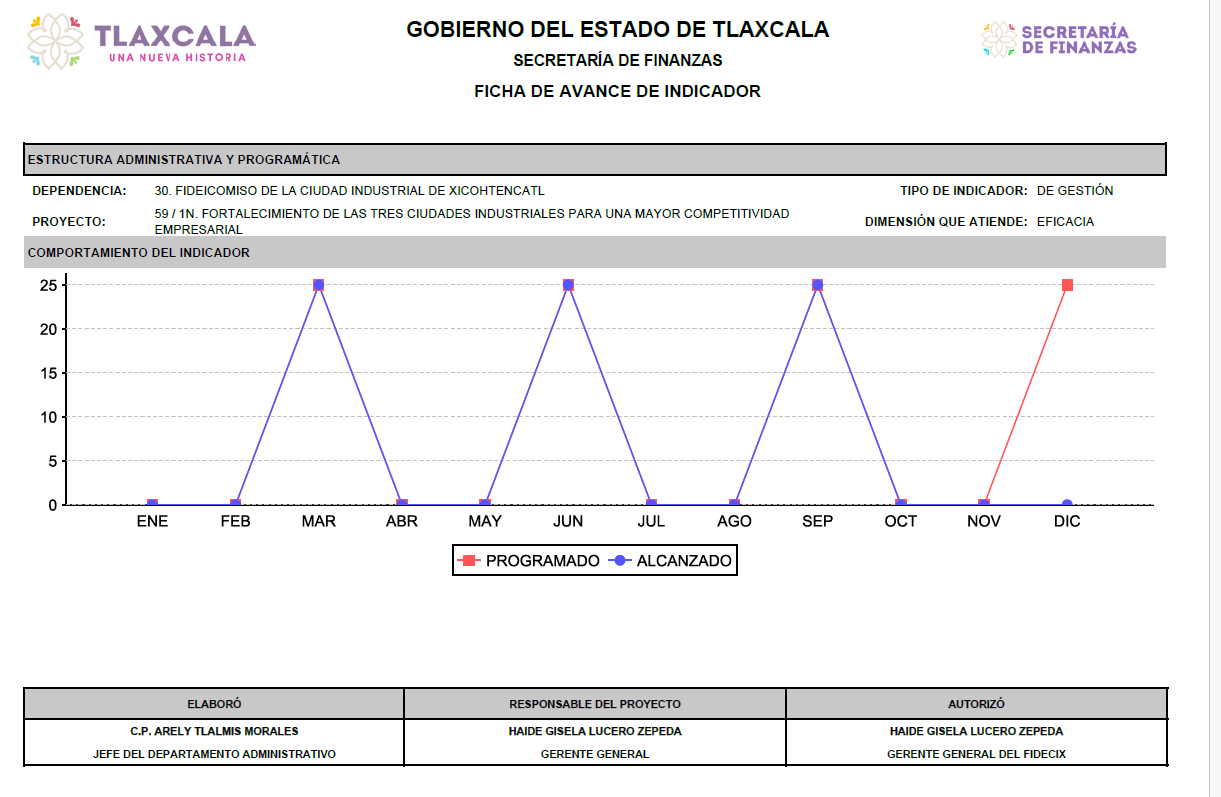 TLAXCALA
UNA NUEVA HISTORIA
GOBIERNO DEL ESTADO DE TLAXCALA
SECRETARÍA DE FINANZAS
FICHA DE AVANCE DE INDICADOR
SECRETARÍA
DE FINANZAS
ESTRUCTURA ADMINISTRATIVA Y PROGRAMÁTICA
DEPENDENCIA: 30. FIDEICOMISO DE LA CIUDAD INDUSTRIAL DE XICOHTENCATL TIPO DE INDICADOR: DE GESTIÓN
PROYECTO: 59 / 1N. FORTALECIMIENTO DE LAS TRES CIUDADES INDUSTRIALES PARA UNA MAYOR COMPETITIVIDAD
EMPRESARIAL
DIMENSIÓN QUE ATIENDE: EFICACIA
COMPORTAMIENTO DEL INDICADOR
25
20
15
10
5
0
ENE FEB MAR ABR MAY JUN JUL AGO SEP OCT NOV DIC
PROGRAMADO ALCANZADO
ELABORÓ RESPONSABLE DEL PROYECTO AUTORIZÓ
C.P. ARELY TLALMIS MORALES HAIDE GISELA LUCERO ZEPEDA HAIDE GISELA LUCERO ZEPEDA
JEFE DEL DEPARTAMENTO ADMINISTRATIVO GERENTE GENERAL GERENTE GENERAL DEL FIDECIX